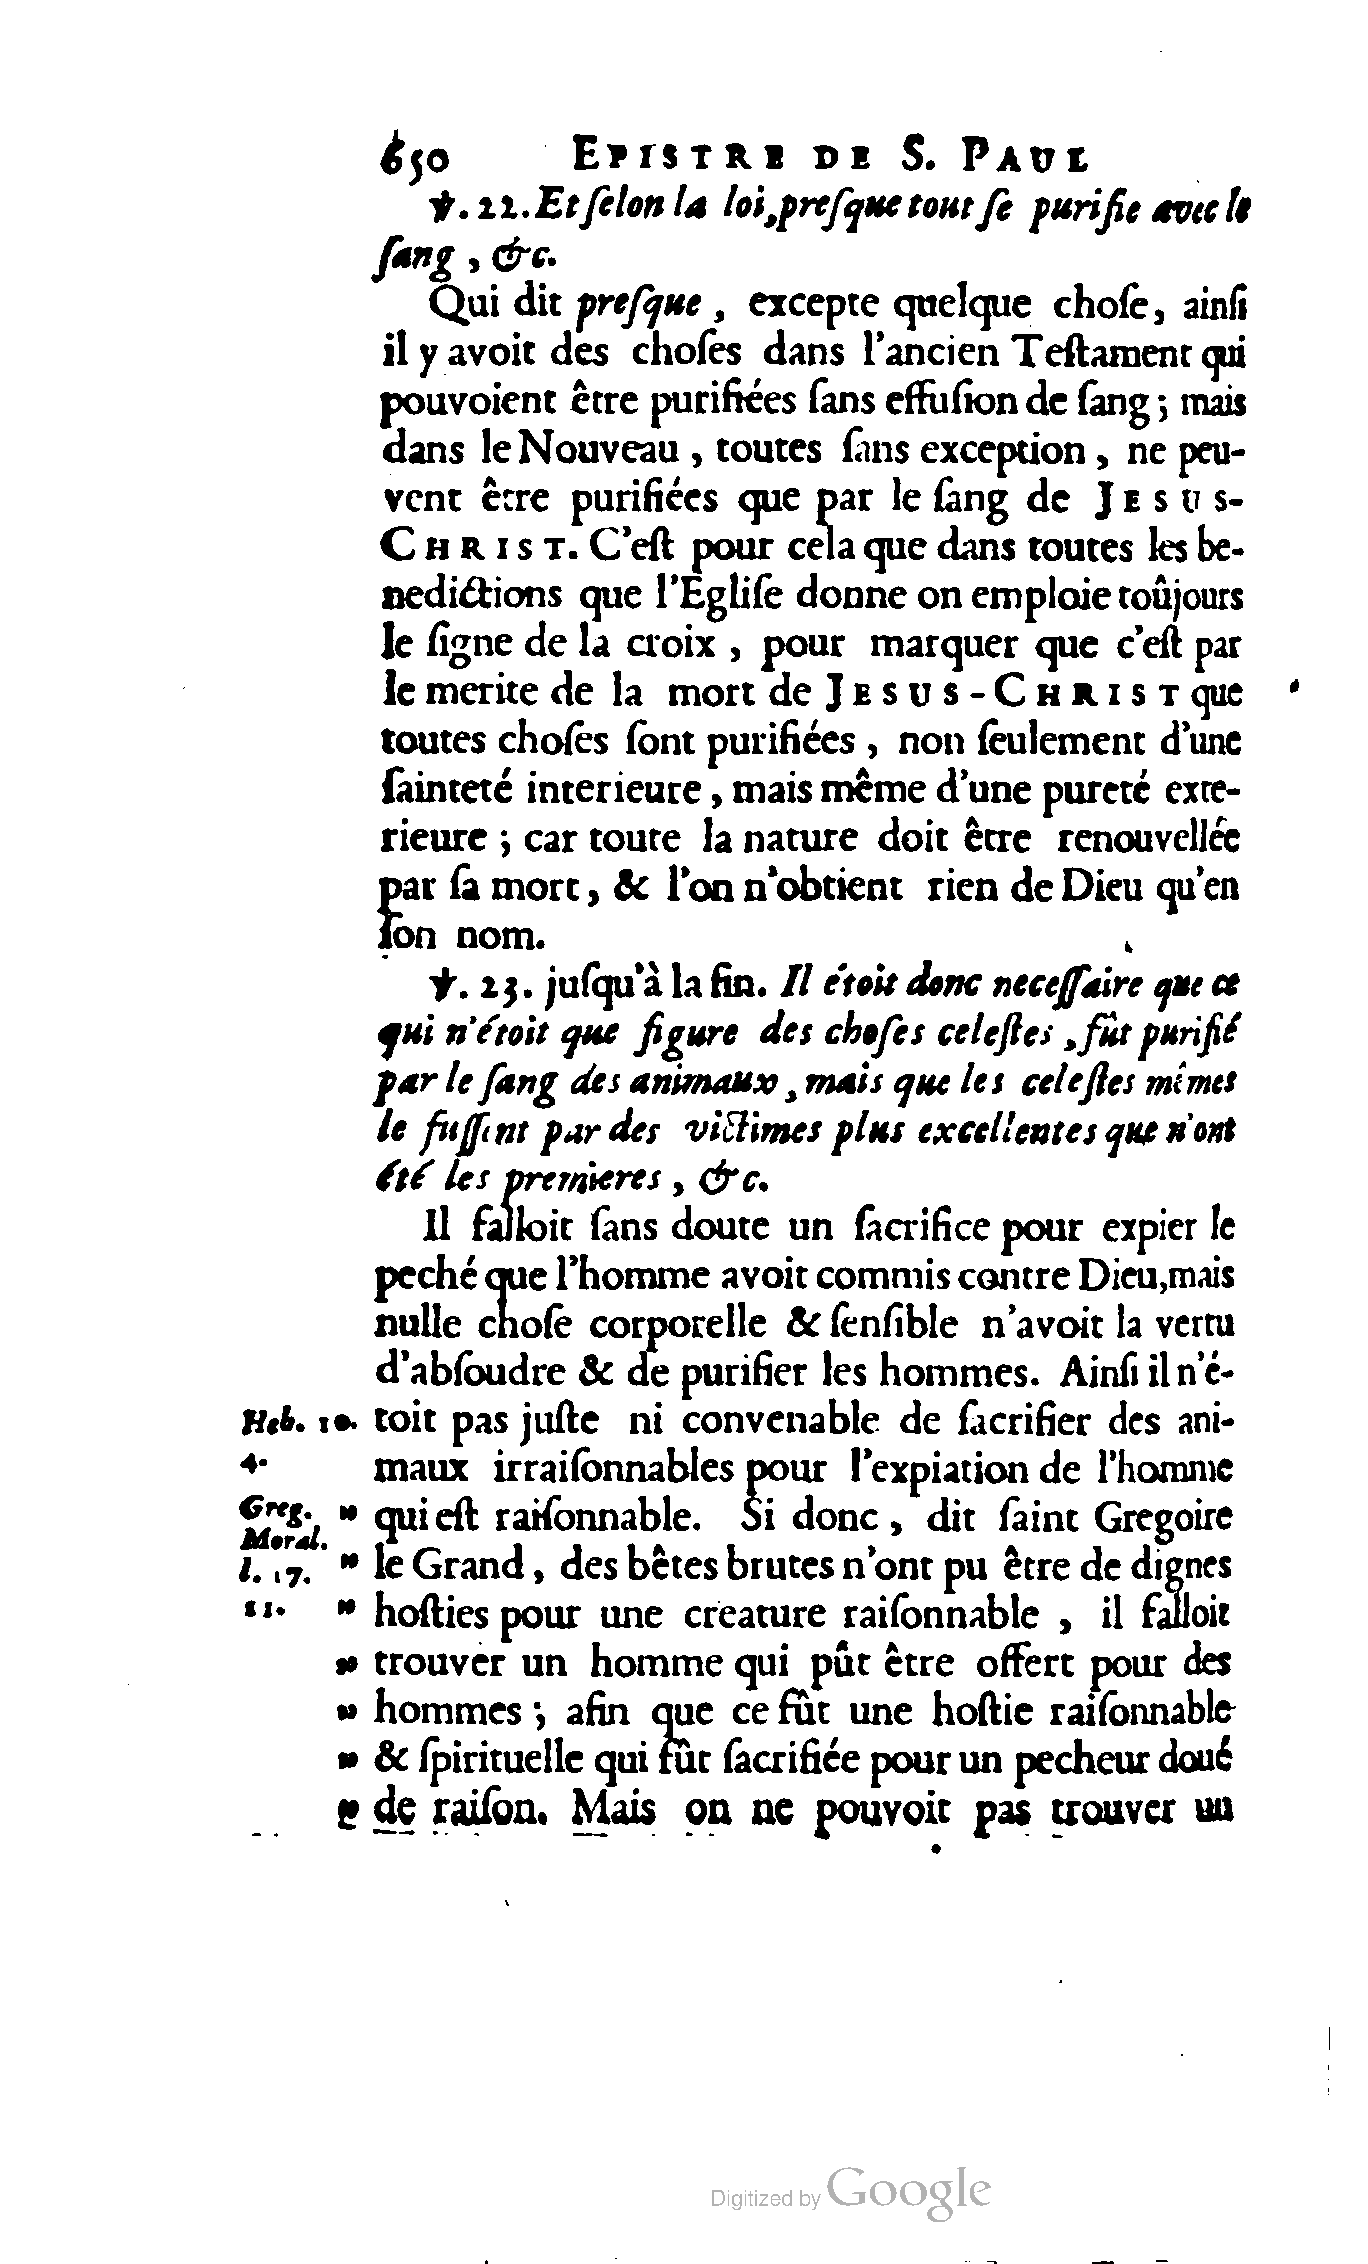 650 EPISTRE DE S. PAUL
℣. 22. Et ſelon la loi, preſque tout ſe purifie avec le
ſang, &c.
Qui dit preſque, excepte quelque choſe, ainſi
il y avoit des choſes dans l'ancien Teſtament qui
pouvoient être purifiées ſans effuſion de ſang; mais
dans le Nouveau, toutes ſans exception, ne peu-
vent être purifiées que par le ſang de JESUS-
CHRIST. C'eſt pour cela que dans toutes les be-
nedictions que l'Egliſe donne on emploie toûjours
le ſigne de la croix, pour marquer que c'eſt par
le merite de la mort de JESUS-CHRIST que
toutes choſes ſont purifiées, non ſeulement d'une
ſainteté interieure, mais même d'une pureté exte-
rieure; car toute la nature doit être renouvellée
par ſa mort, & l'on n'obtient rien de Dieu qu'en
ſon nom.
℣. 23. juſqu'à la fin. Il étoit donc neceſſaire que ce
qui n'étoit que figure des choſes celeſtes, fût purifié
par le ſang des animaux, mais que les celeſtes mêmes
le fuſſent par des victimes plus excellentes que n'ont
été les premieres, &c.
Il falloit ſans doute un ſacrifice pour expier le
peché que l'homme avoit commis contre Dieu, mais
nulle choſe corporelle & ſenſible n'avoit la vertu
d'abſoudre & de purifier les hommes. Ainſi il n'é-
Heb. 10. toit pas juſte ni convenable de ſacrifier des ani-
4. maux irraiſonnables pour l'expiation de l'homme
Greg. " qui eſt raiſonnable. Si donc, dit ſaint Gregoire
Moral.
l. 17. " le Grand, des bêtes brutes n'ont pu être de dignes
11. " hoſties pour une creature raiſonnable, il falloit
" trouver un homme qui pût être offert pour des
" hommes; afin que ce fût une hoſtie raiſonnable
" & ſpirituelle qui fût ſacrifiée pour un pecheur doué
" de raiſon. Mais on ne pouvoit pas trouver un
Digitized by Google